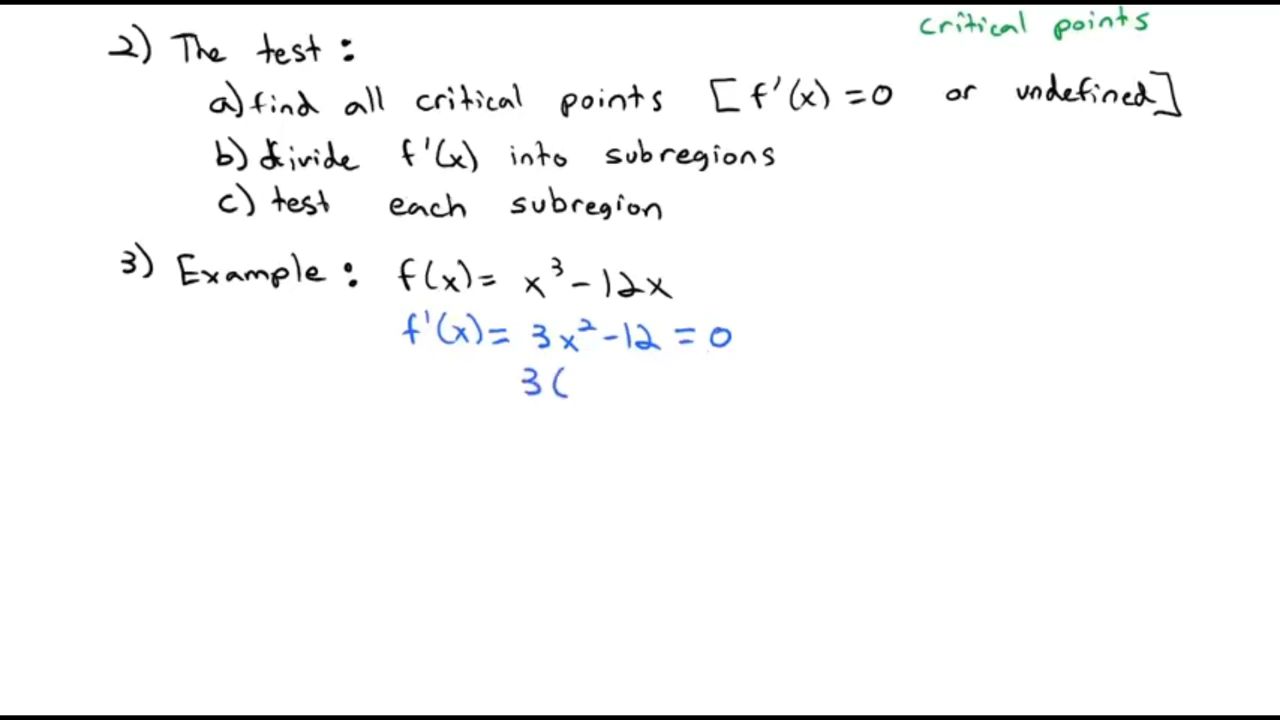 critical points
2) The test:
a) find all critical points [f'(x) = 0 or undefined]
b) divide f'(x) into subregions
c) test each subregion
3) Example: f(x) = x³ - 12x
f'(x) = 3x² - 12 = 0
3(